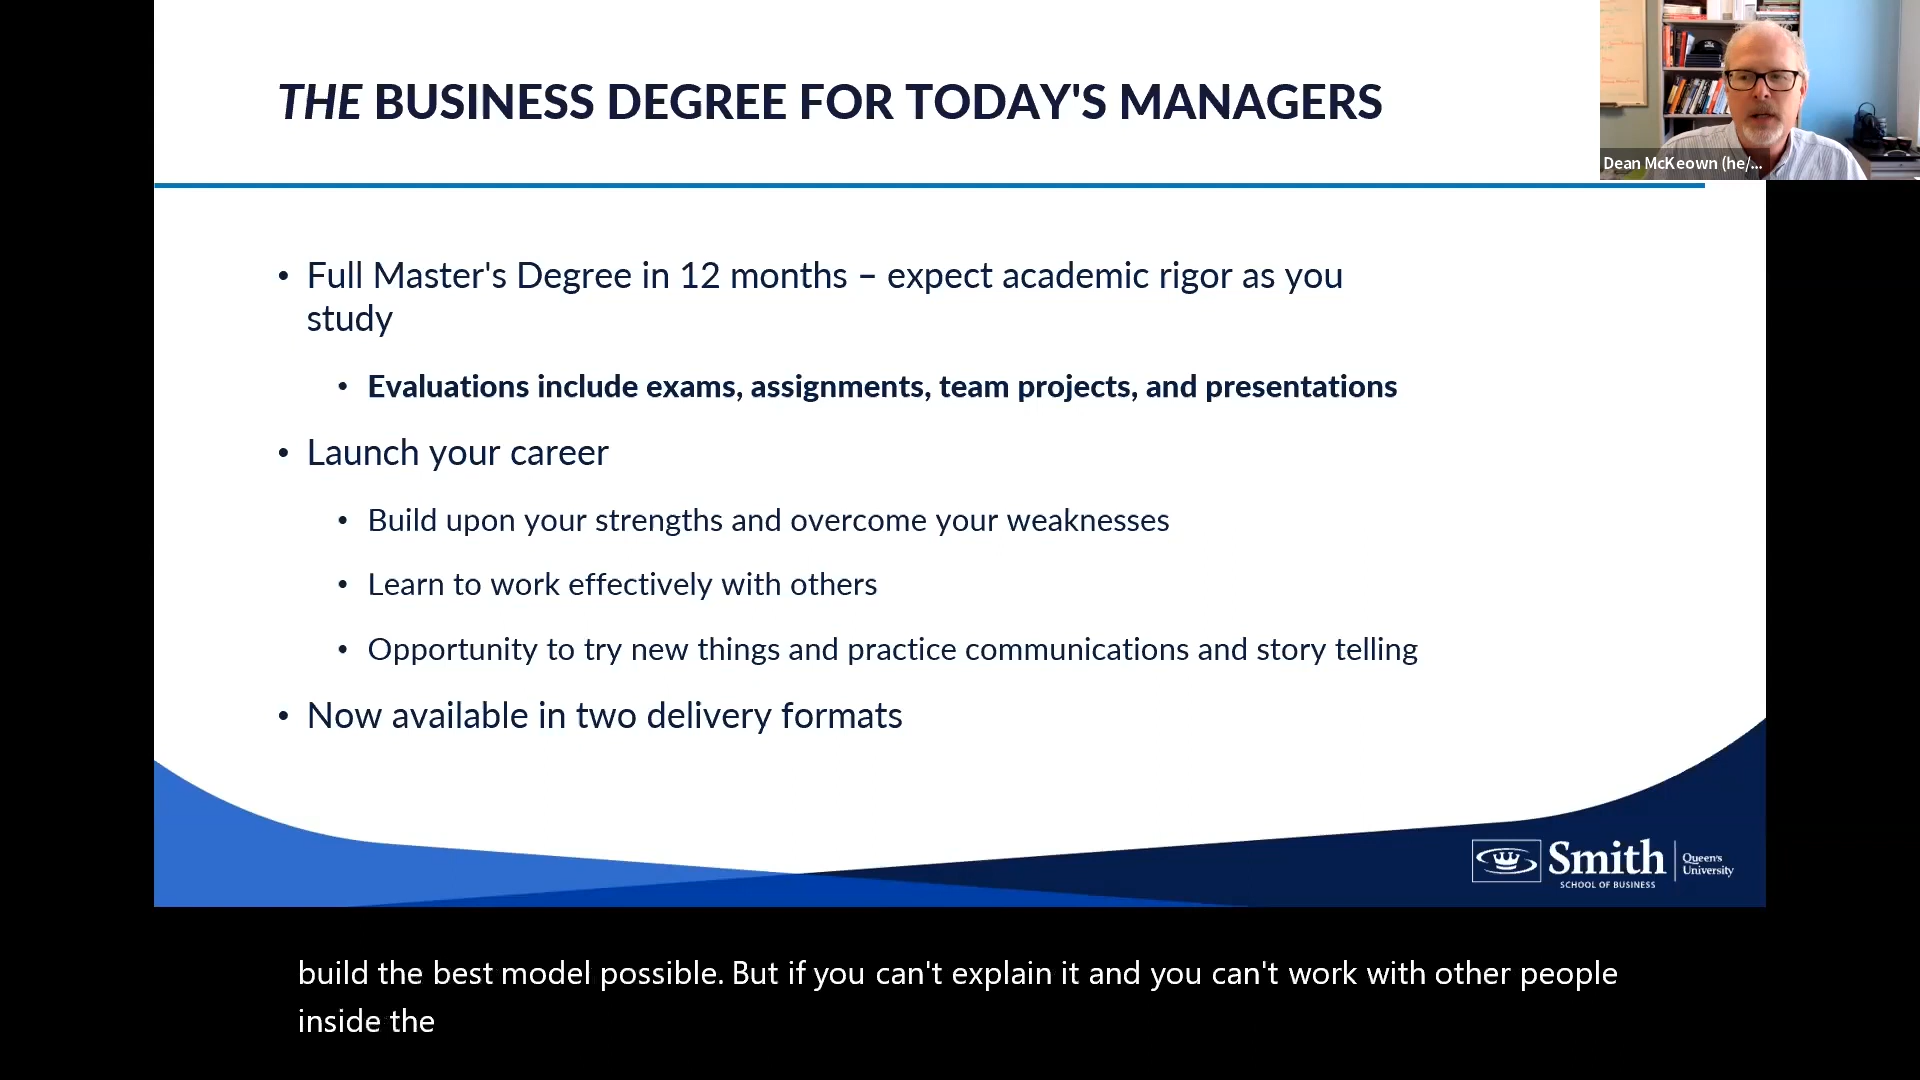 THE BUSINESS DEGREE FOR TODAY'S MANAGERS
Dean McKeown (he/...
• Full Master's Degree in 12 months – expect academic rigor as you
study
• Evaluations include exams, assignments, team projects, and presentations
• Launch your career
• Build upon your strengths and overcome your weaknesses
• Learn to work effectively with others
• Opportunity to try new things and practice communications and story telling
• Now available in two delivery formats
Smith
SCHOOL OF BUSINESS
Queen's
University
build the best model possible. But if you can't explain it and you can't work with other people
inside the